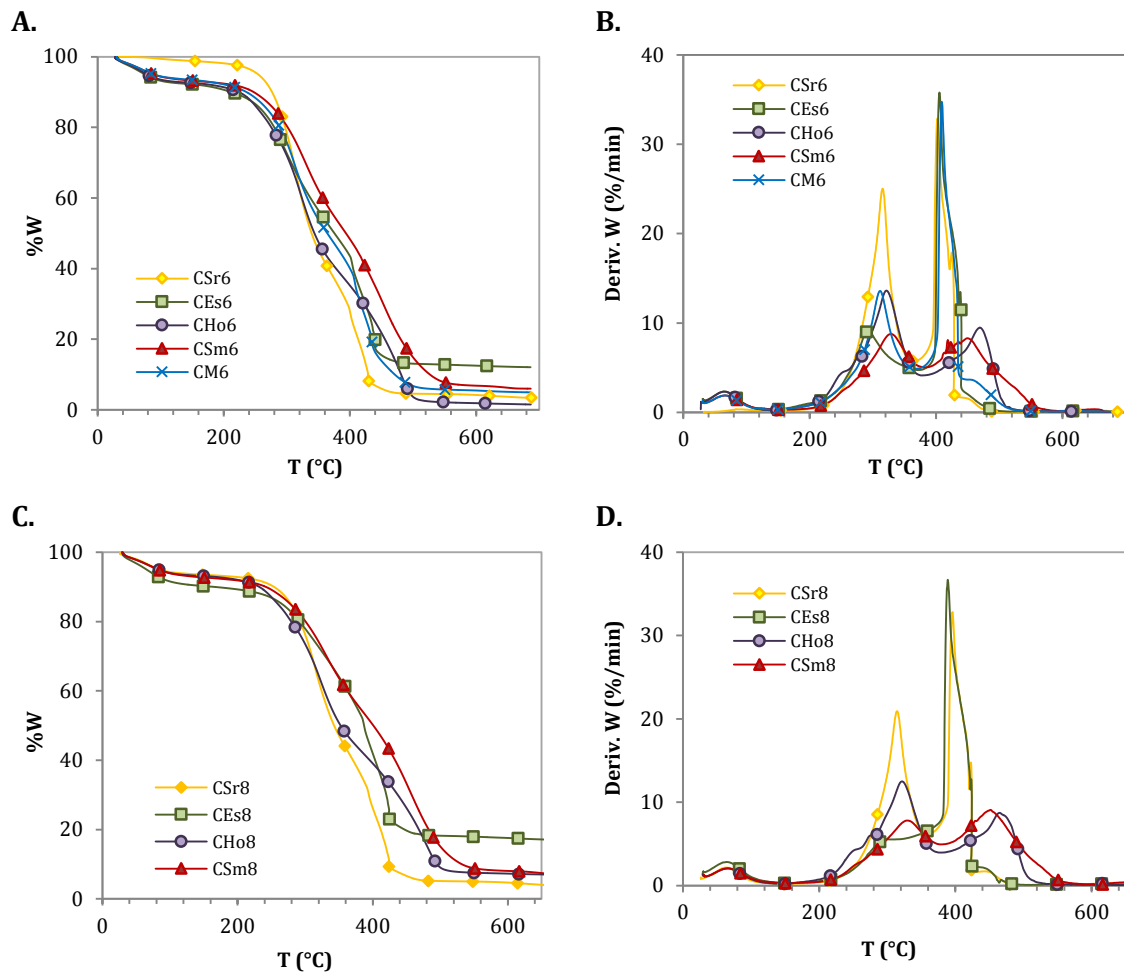 A.
100
80
60
40
20
0
%W
CSr6
CEs6
CHo6
CSm6
CM6
0 200 400 600
T (°C)
B.
40
30
20
10
0
Deriv. W (%/min)
CSr6
CEs6
CHo6
CSm6
CM6
0 200 400 600
T (°C)
C.
100
80
60
40
20
0
%W
CSr8
CEs8
CHo8
CSm8
0 200 400 600
T (°C)
D.
40
30
20
10
0
Deriv. W (%/min)
CSr8
CEs8
CHo8
CSm8
0 200 400 600
T (°C)